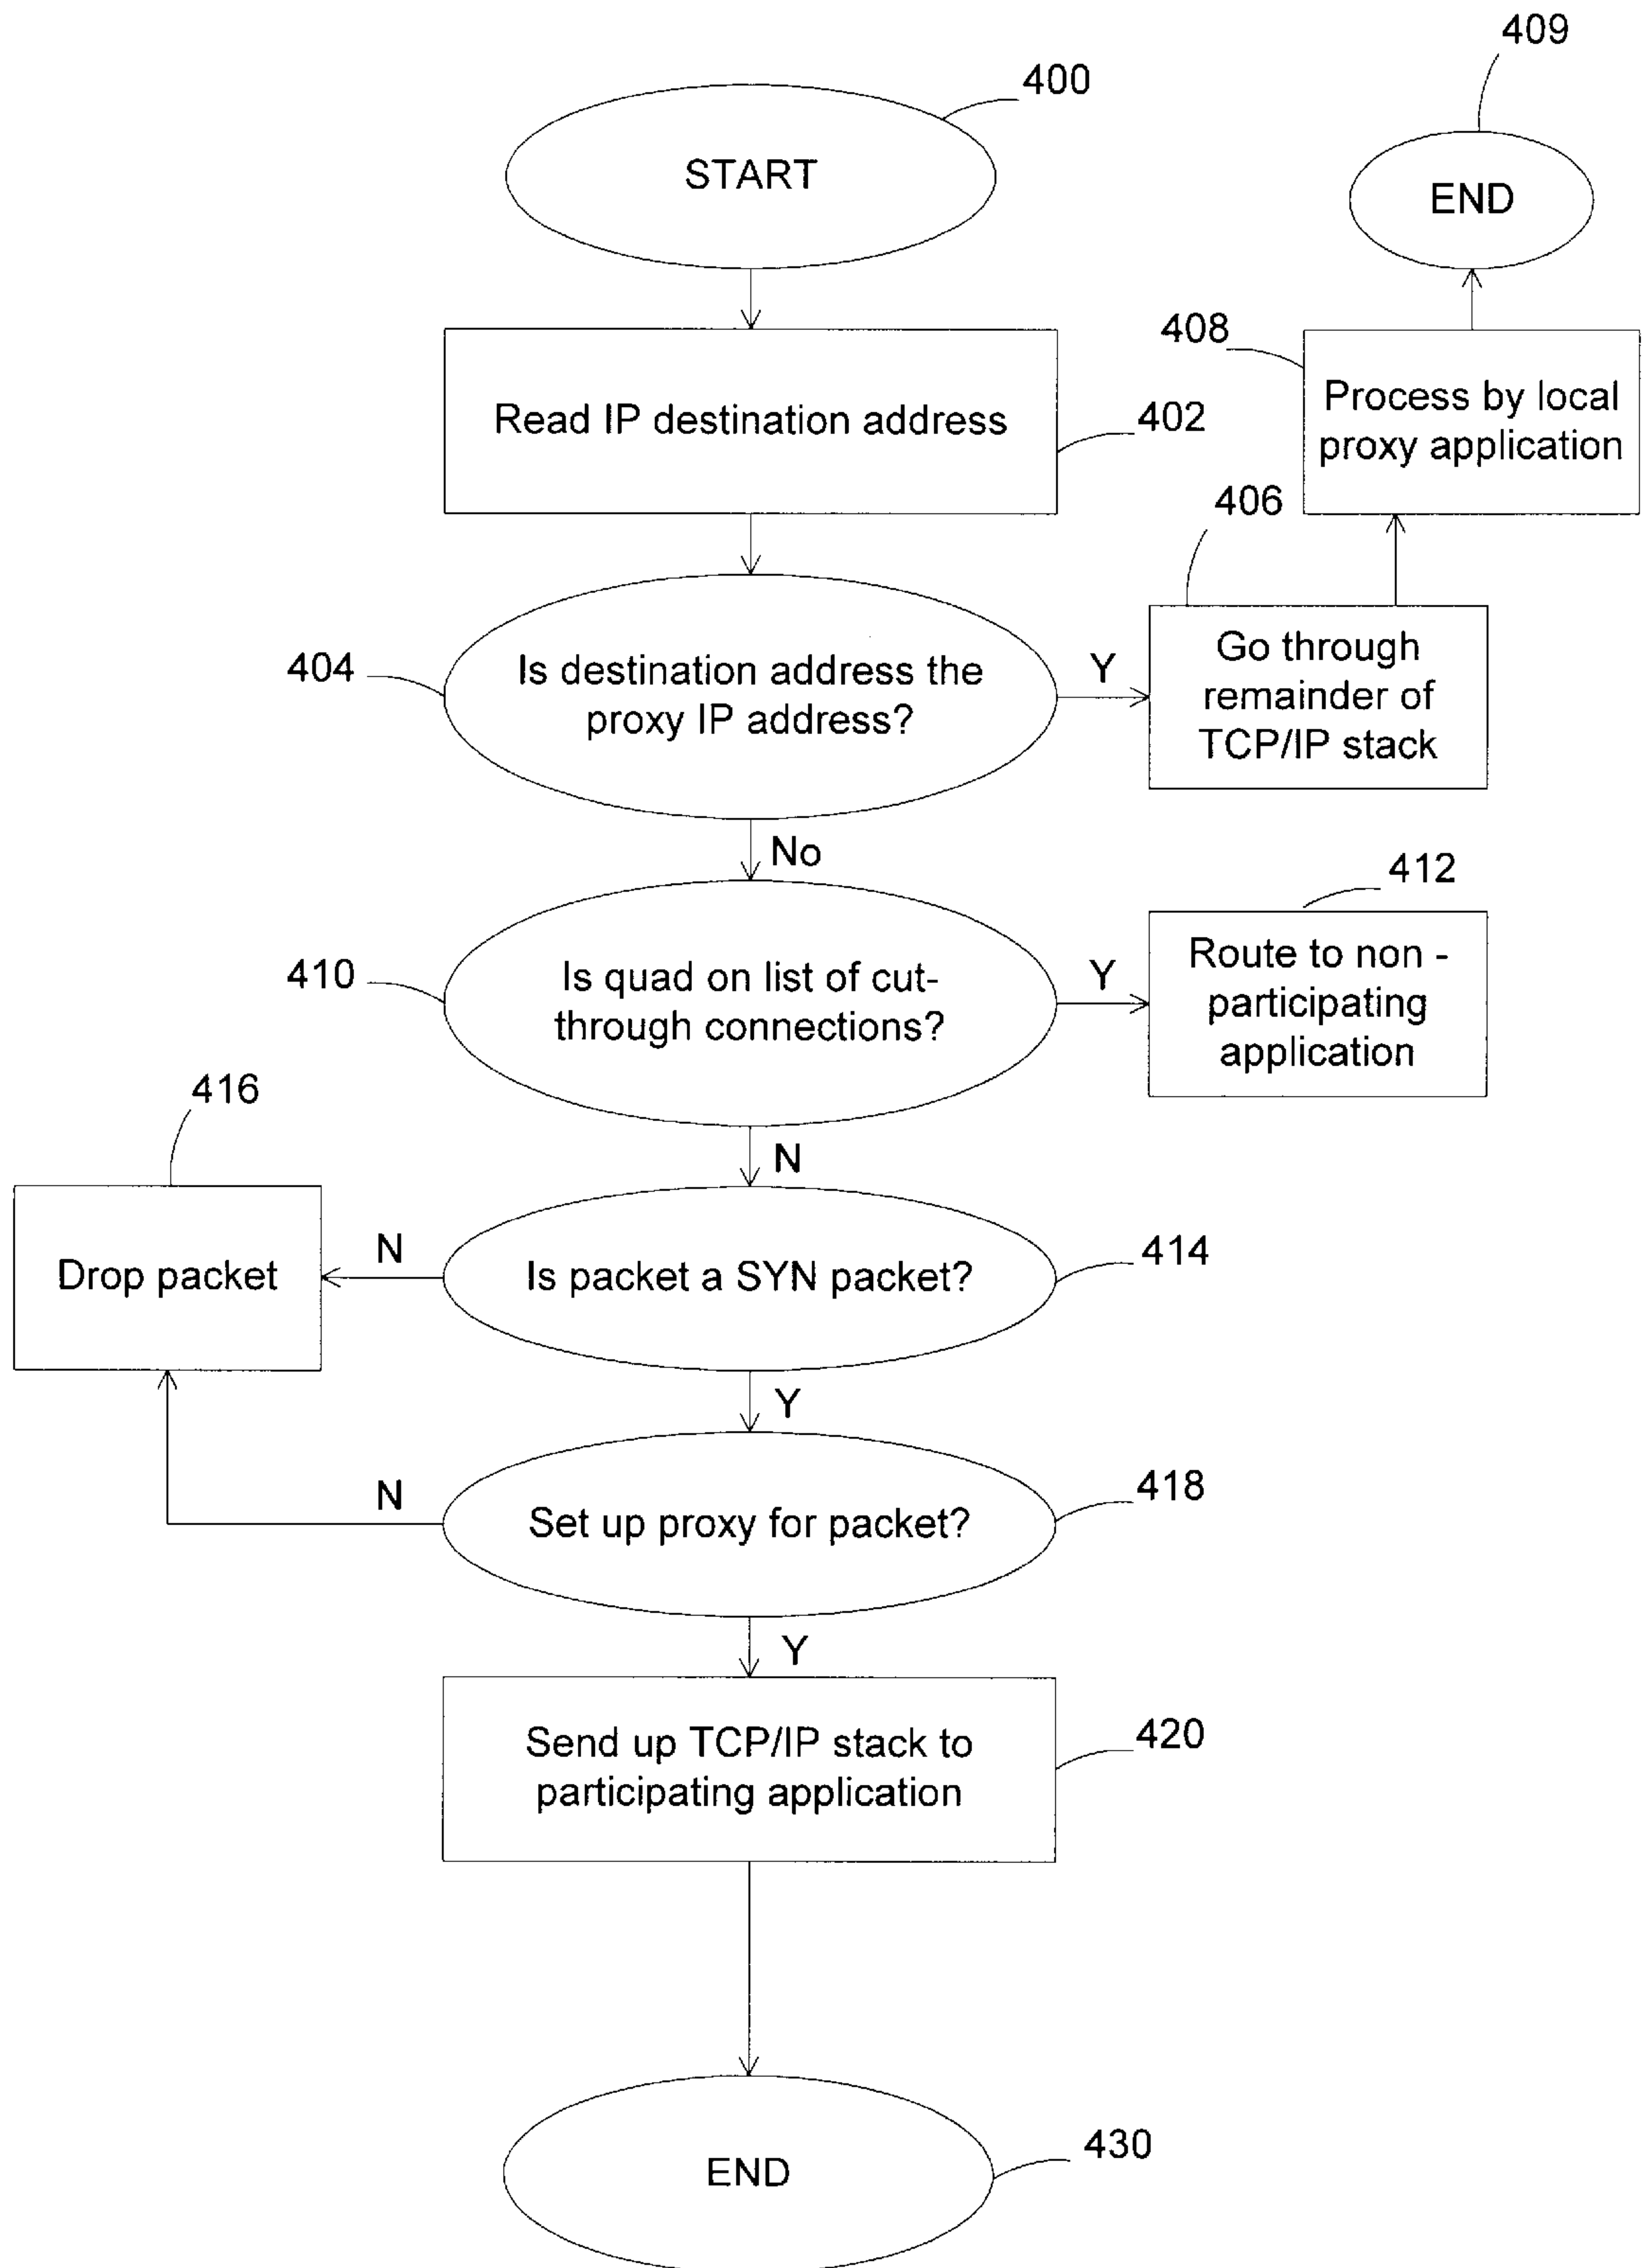 400
START
409
END
Read IP destination address
402
408
Process by local
proxy application
404
Is destination address the
proxy IP address?
Y
406
Go through
remainder of
TCP/IP stack
No
410
Is quad on list of cut-
through connections?
Y
412
Route to non -
participating
application
N
416
Drop packet
N
Is packet a SYN packet?
414
Y
N
Set up proxy for packet?
418
Y
Send up TCP/IP stack to
participating application
420
END
430